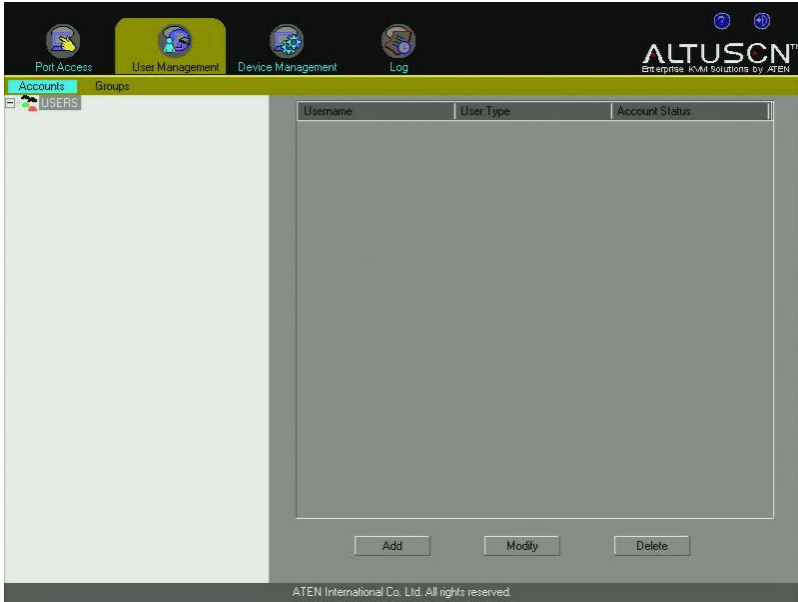 Port Access
User Management
Device Management
Log
ALTUSCN™
Enterprise KVM Solutions by ATEN
Accounts
Groups
USERS
Username
User Type
Account Status
Add
Modify
Delete
ATEN International Co. Ltd. All rights reserved.